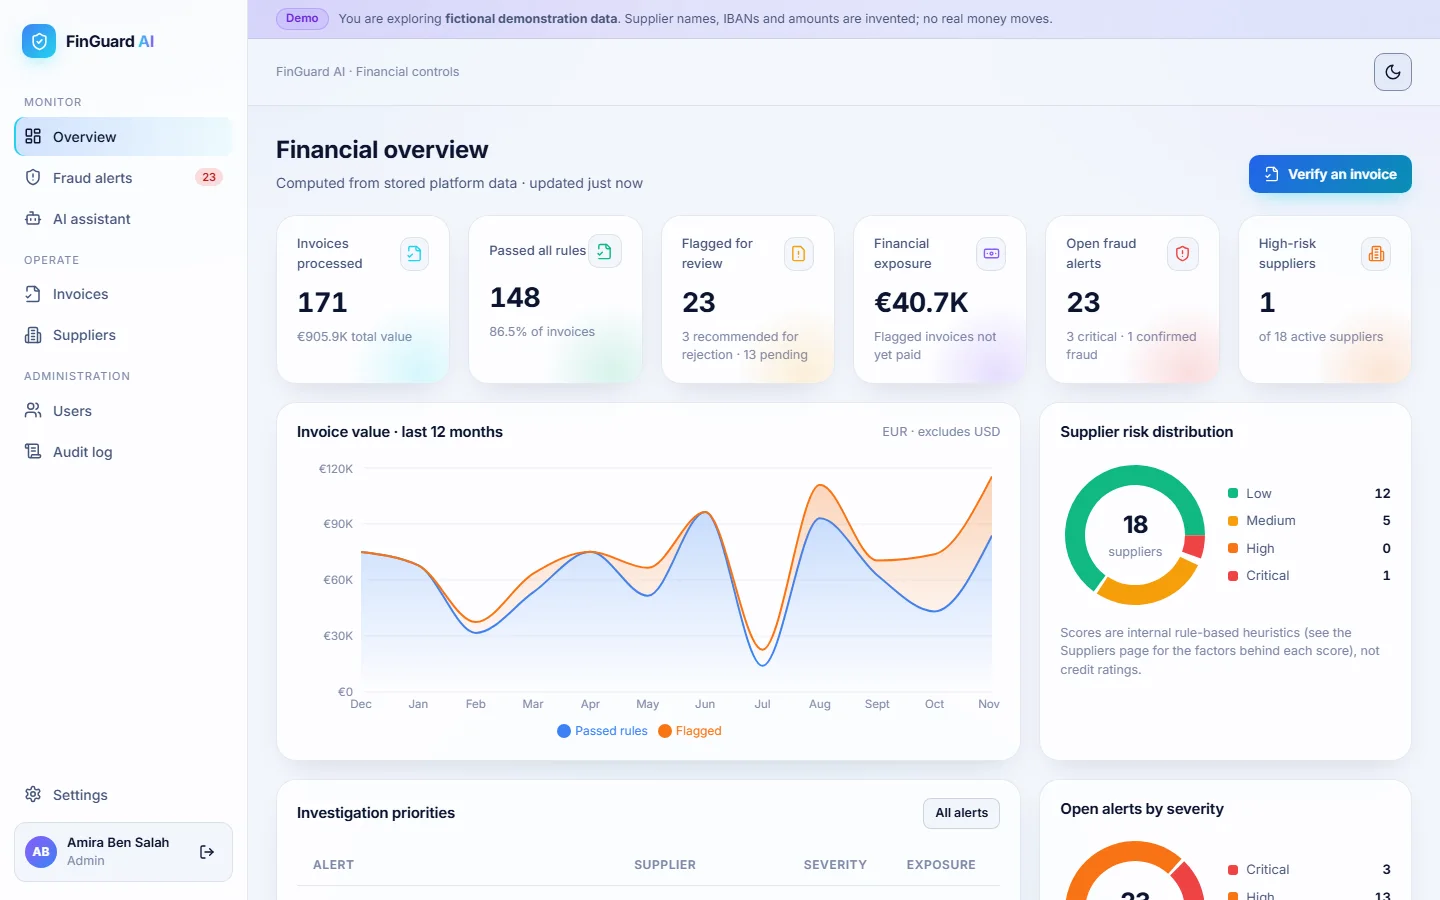 FinGuard AI
MONITOR
Overview
Fraud alerts 23
AI assistant
OPERATE
Invoices
Suppliers
ADMINISTRATION
Users
Audit log
Settings
AB
Amira Ben Salah
Admin
Demo You are exploring fictional demonstration data. Supplier names, IBANs and amounts are invented; no real money moves.
FinGuard AI · Financial controls
Financial overview
Computed from stored platform data · updated just now
Verify an invoice
Invoices
processed
171
€905.9K total value
Passed all rules
148
86.5% of invoices
Flagged for
review
23
3 recommended for
rejection · 13 pending
Financial
exposure
€40.7K
Flagged invoices not
yet paid
Open fraud
alerts
23
3 critical · 1 confirmed
fraud
High-risk
suppliers
1
of 18 active suppliers
Invoice value · last 12 months
EUR · excludes USD
€120K
€90K
€60K
€30K
€0
Dec Jan Feb Mar Apr May Jun Jul Aug Sept Oct Nov
Passed rules Flagged
Supplier risk distribution
18
suppliers
Low 12
Medium 5
High 0
Critical 1
Scores are internal rule-based heuristics (see the
Suppliers page for the factors behind each score), not
credit ratings.
Investigation priorities
All alerts
ALERT SUPPLIER SEVERITY EXPOSURE
Open alerts by severity
23
Critical 3
High 13